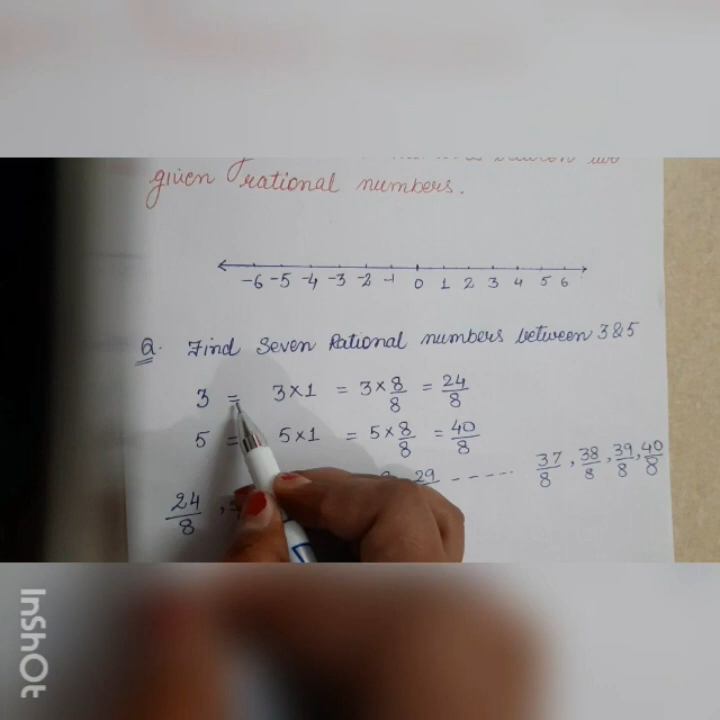 given rational numbers.
-6 -5 -4 -3 -2 -1 0 1 2 3 4 5 6
Q. Find Seven Rational numbers between 3 & 5
3 = 3×1 = 3×8/8 = 24/8
5 = 5×1 = 5×8/8 = 40/8
24/8 , 29 ----- 37/8 , 38/8 , 39/8 , 40/8
InShOt